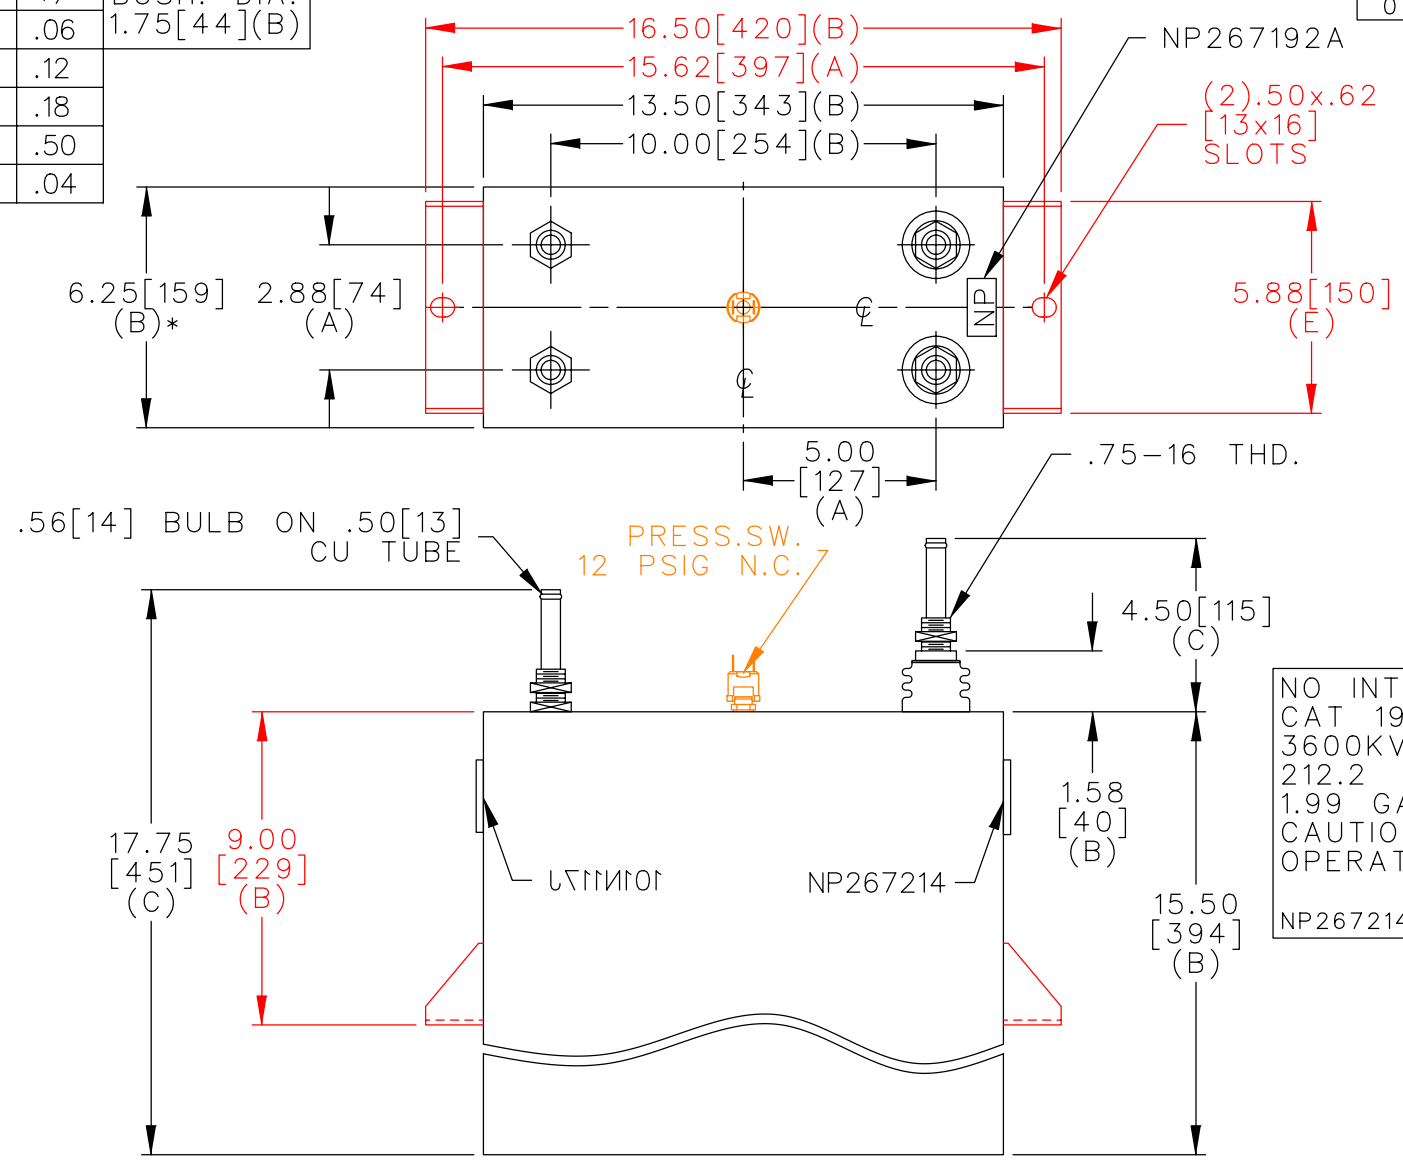 BUSH. DIA.
1.75[44](B)
.06
.12
.18
.50
.04
0
16.50[420](B)
15.62[397](A)
13.50[343](B)
10.00[254](B)
NP267192A
(2).50x.62
[13x16]
SLOTS
6.25[159]
(B)*
2.88[74]
(A)
℄
℄
NP
5.88[150]
(E)
5.00
[127]
(A)
.75-16 THD.
.56[14] BULB ON .50[13]
CU TUBE
PRESS.SW.
12 PSIG N.C.
4.50[115]
(C)
1.58
[40]
(B)
17.75
[451]
(C)
9.00
[229]
(B)
101N117J
NP267214
15.50
[394]
(B)
NO INT
CAT 19
3600KV
212.2
1.99 GA
CAUTIO
OPERAT
NP267214